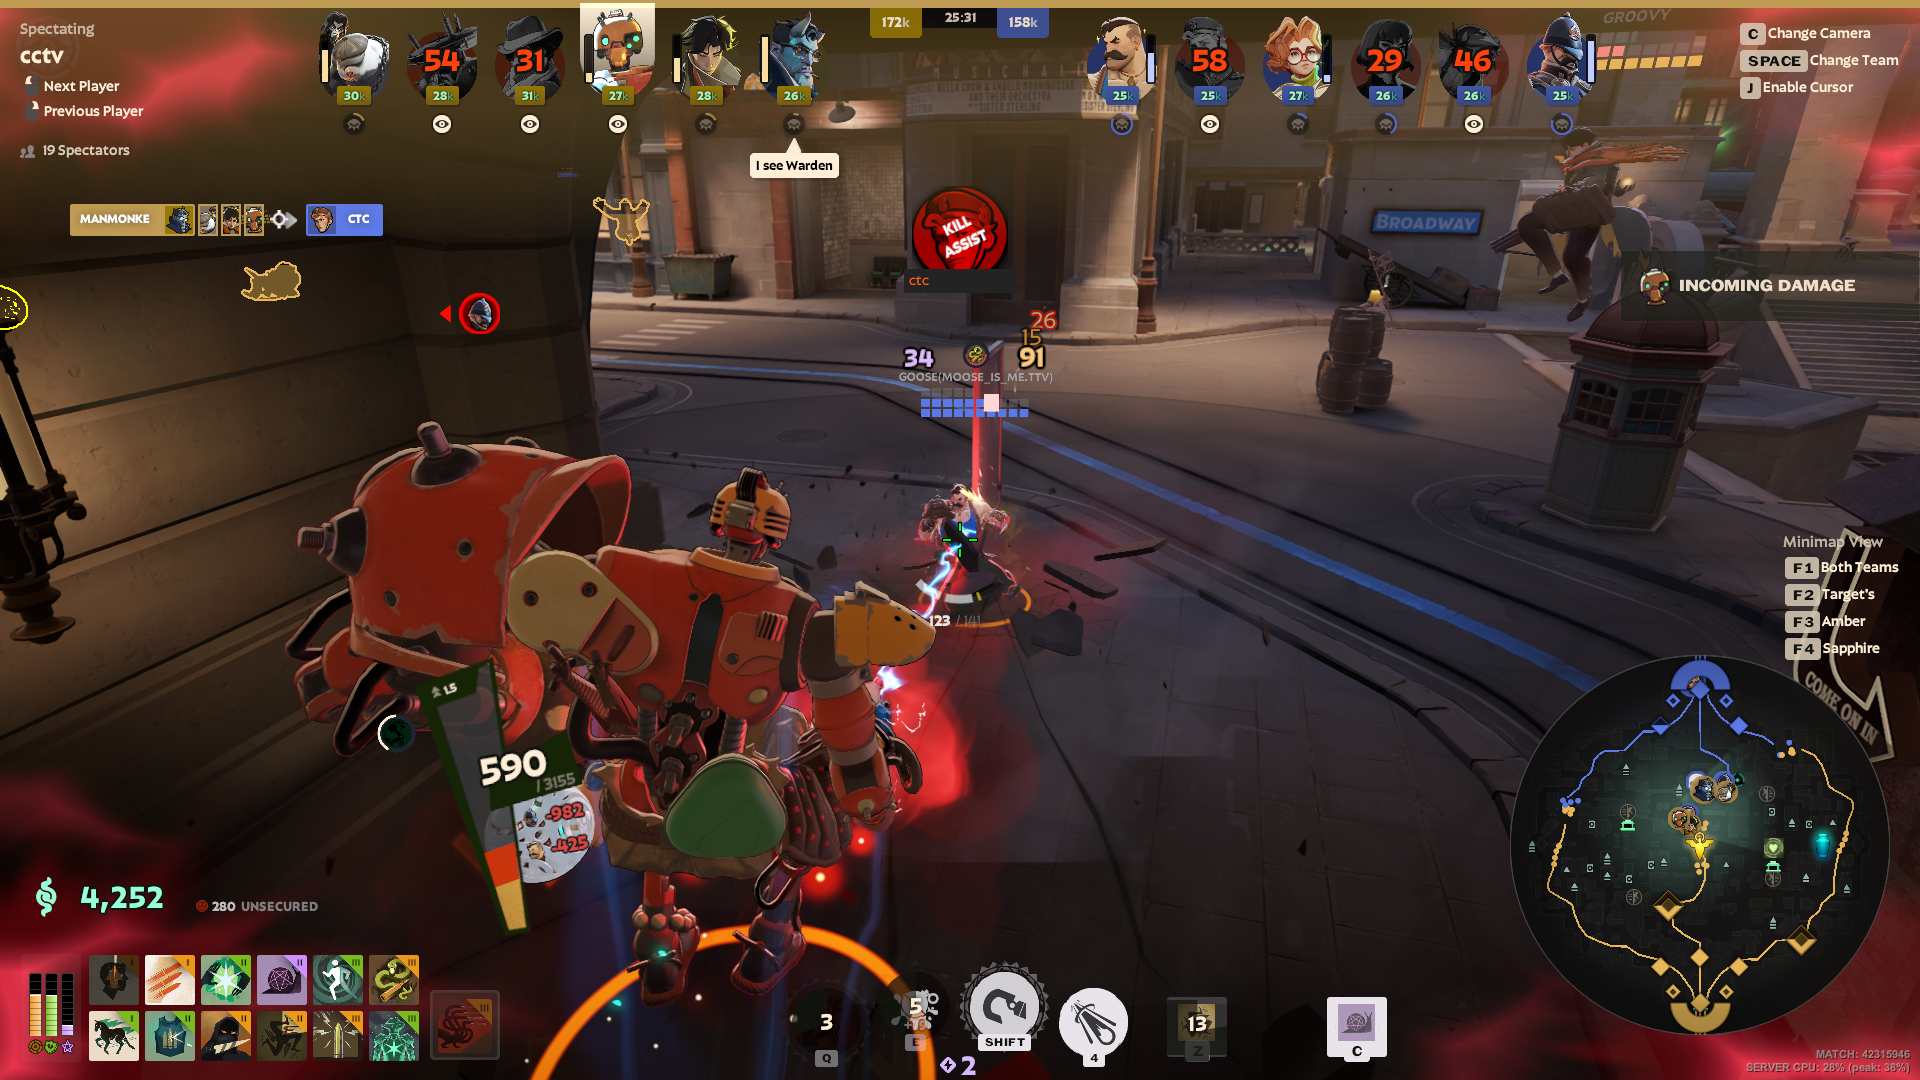 Spectating
cctv
Next Player
Previous Player
19 Spectators
172k
25:31
158k
54
31
58
29
46
30k
28k
31k
27k
28k
26k
25k
25k
27k
26k
26k
25k
I see Warden
GROOVY
C Change Camera
SPACE Change Team
J Enable Cursor
MANMONKE
CTC
KILL ASSIST
ctc
BROADWAY
INCOMING DAMAGE
26
15
34
91
GOOSE(MOOSE_IS_ME.TTV)
123 / 141
1.5
590
/ 3155
-982
-425
Minimap View
F1 Both Teams
F2 Target's
F3 Amber
F4 Sapphire
COME ON IN
4,252
280 UNSECURED
3
Q
5
E
SHIFT
2
4
13
Z
C
MATCH: 42315946
SERVER CPU: 28% (peak: 38%)